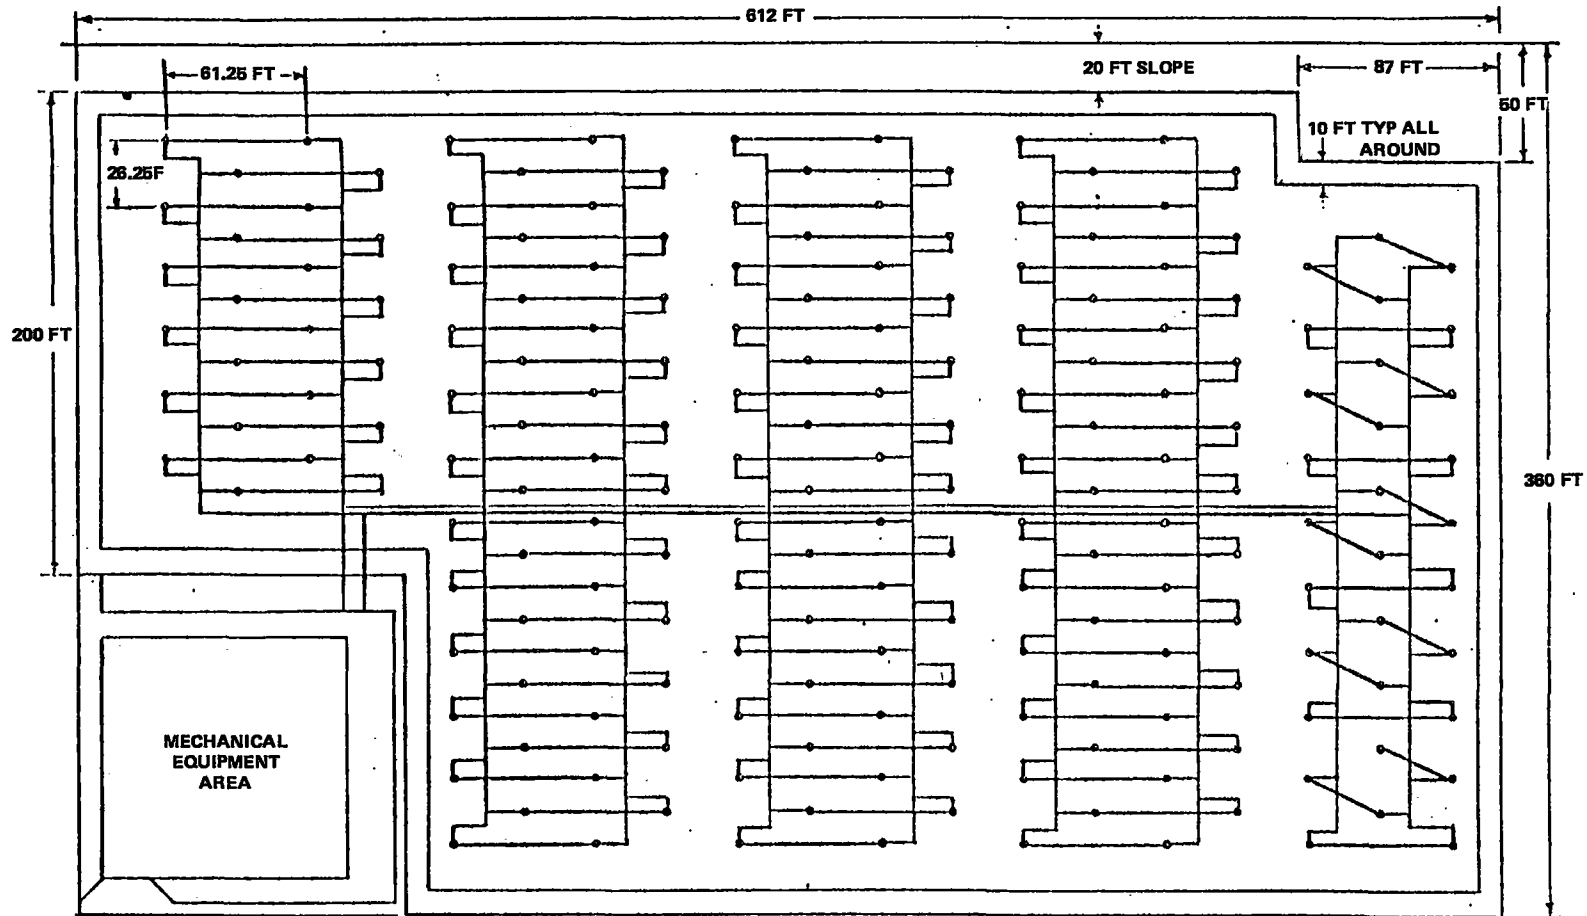 612 FT
61.25 FT
20 FT SLOPE
87 FT
50 FT
10 FT TYP ALL
AROUND
26.25F
200 FT
360 FT
MECHANICAL
EQUIPMENT
AREA